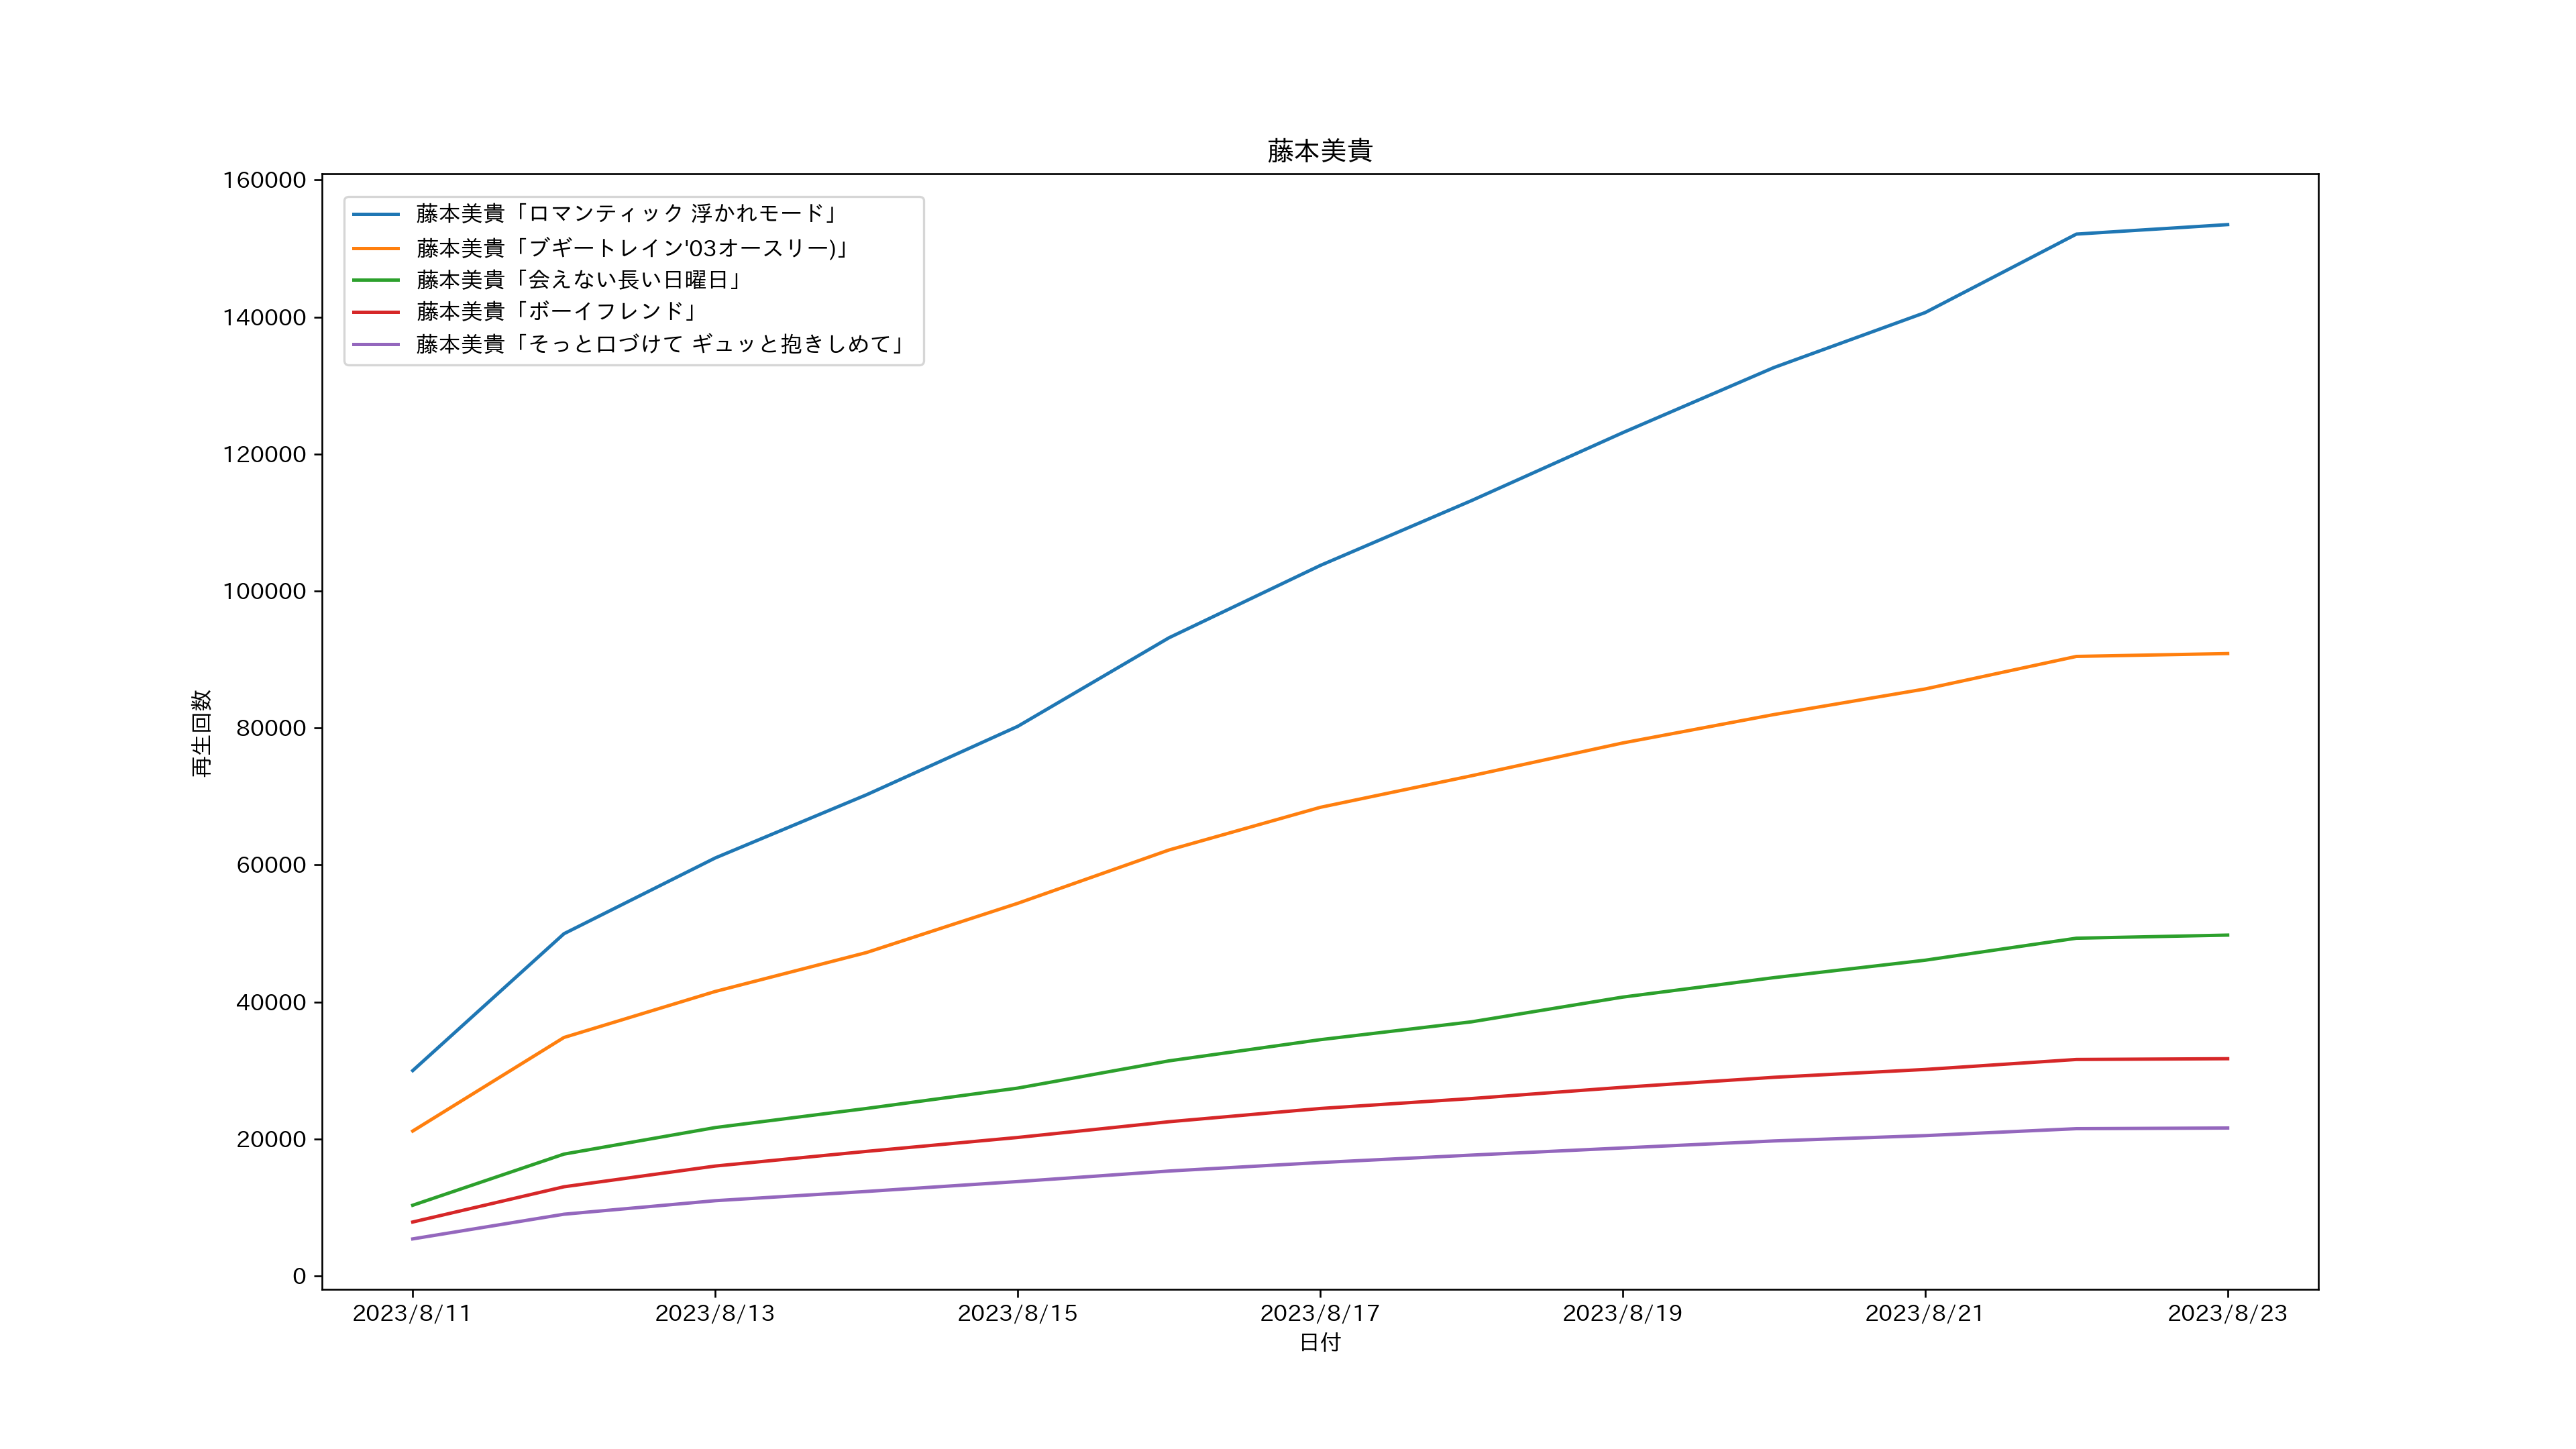 藤本美貴
160000
140000
120000
100000
80000
60000
40000
20000
0
再生回数
藤本美貴「ロマンティック 浮かれモード」
藤本美貴「ブギートレイン'03オースリー)」
藤本美貴「会えない長い日曜日」
藤本美貴「ボーイフレンド」
藤本美貴「そっと口づけて ギュッと抱きしめて」
2023/8/11 2023/8/13 2023/8/15 2023/8/17 2023/8/19 2023/8/21 2023/8/23
日付